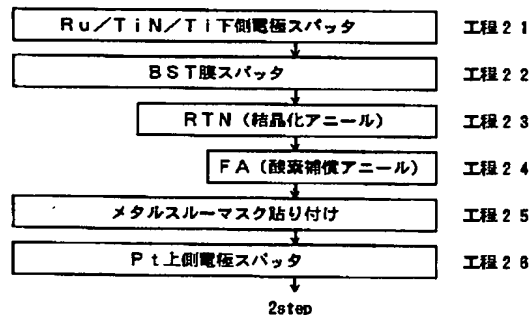 Ru/TiN/Ti下側電極スパッタ 工程21
BST膜スパッタ 工程22
RTN(結晶化アニール) 工程23
FA(酸素補償アニール) 工程24
メタルスルーマスク貼り付け 工程25
Pt上側電極スパッタ 工程26
2step